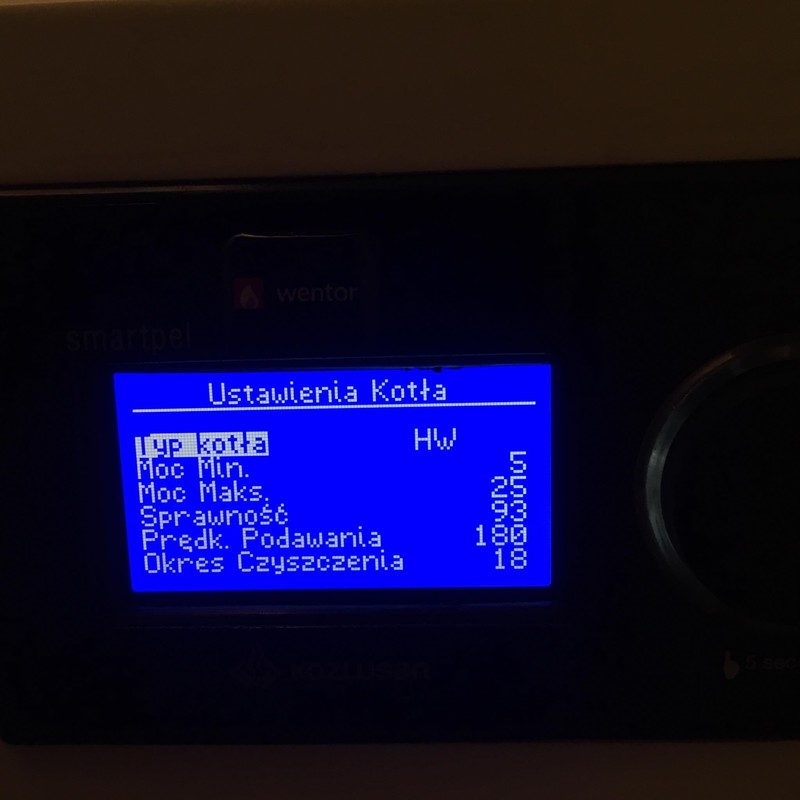 wentor
smartpel
Ustawienia Kotła
Typ kotła HW
Moc Min. 5
Moc Maks. 25
Sprawność 93
Prędk. Podawania 180
Okres Czyszczenia 18